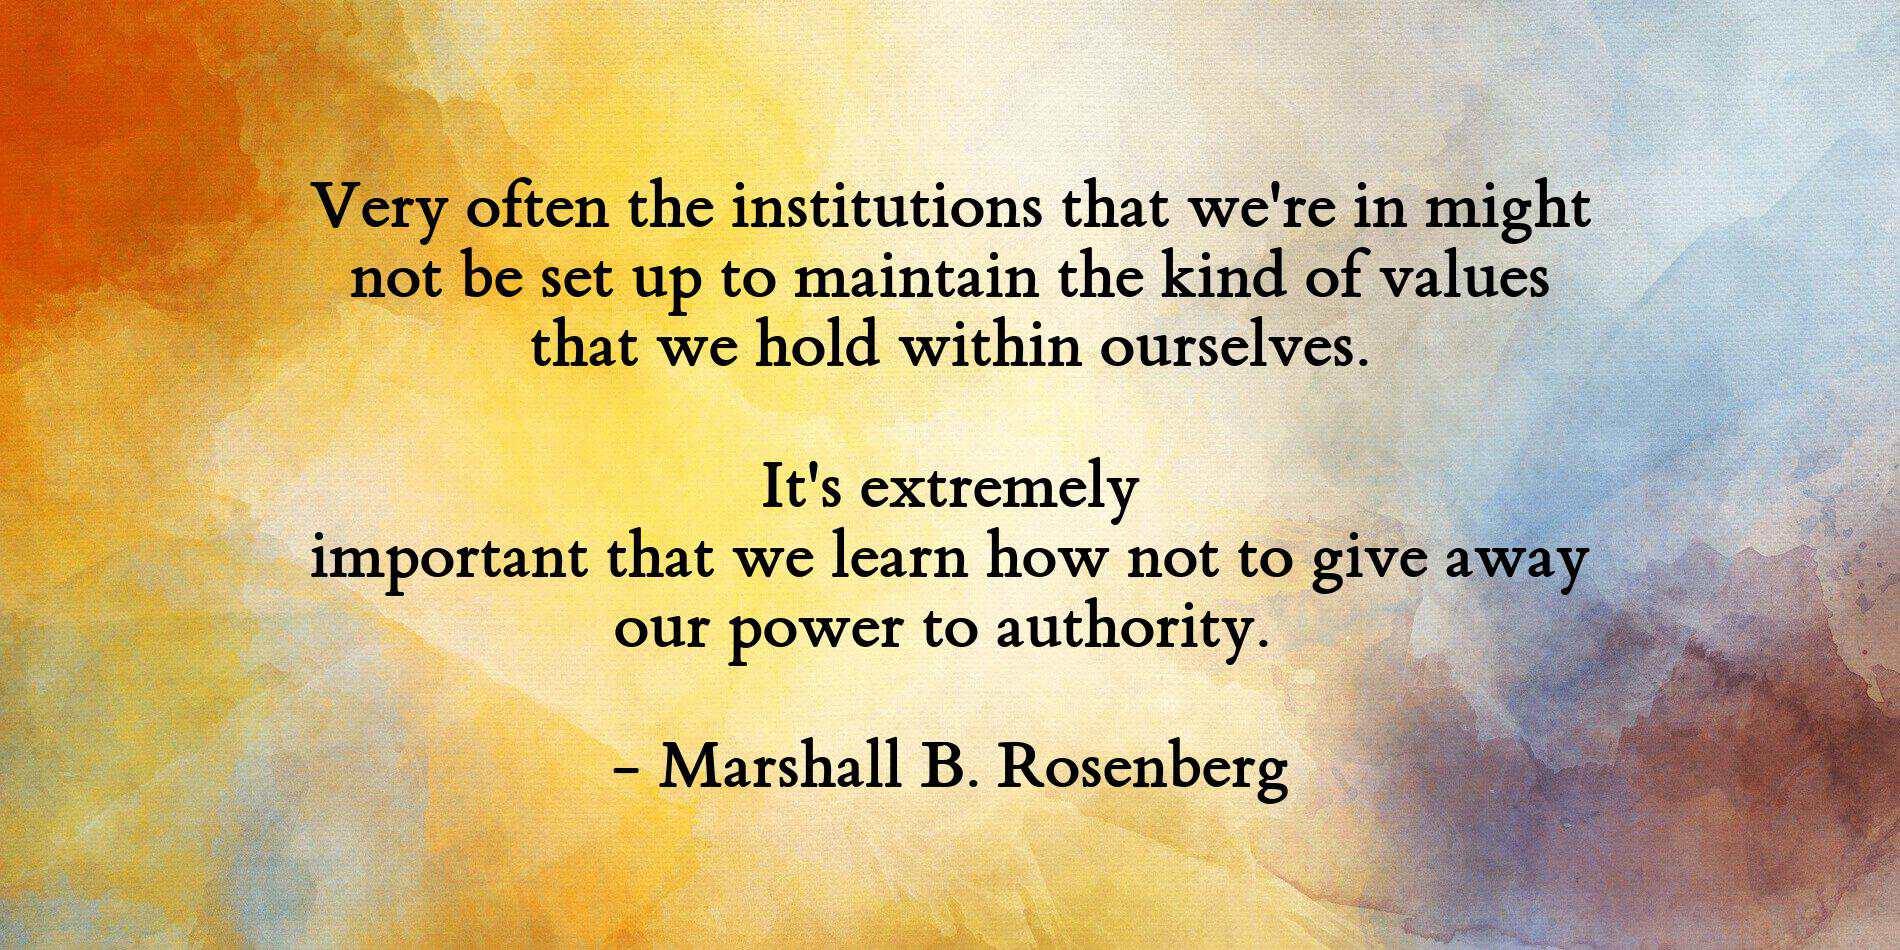 Very often the institutions that we're in might
not be set up to maintain the kind of values
that we hold within ourselves.
It's extremely
important that we learn how not to give away
our power to authority.
- Marshall B. Rosenberg